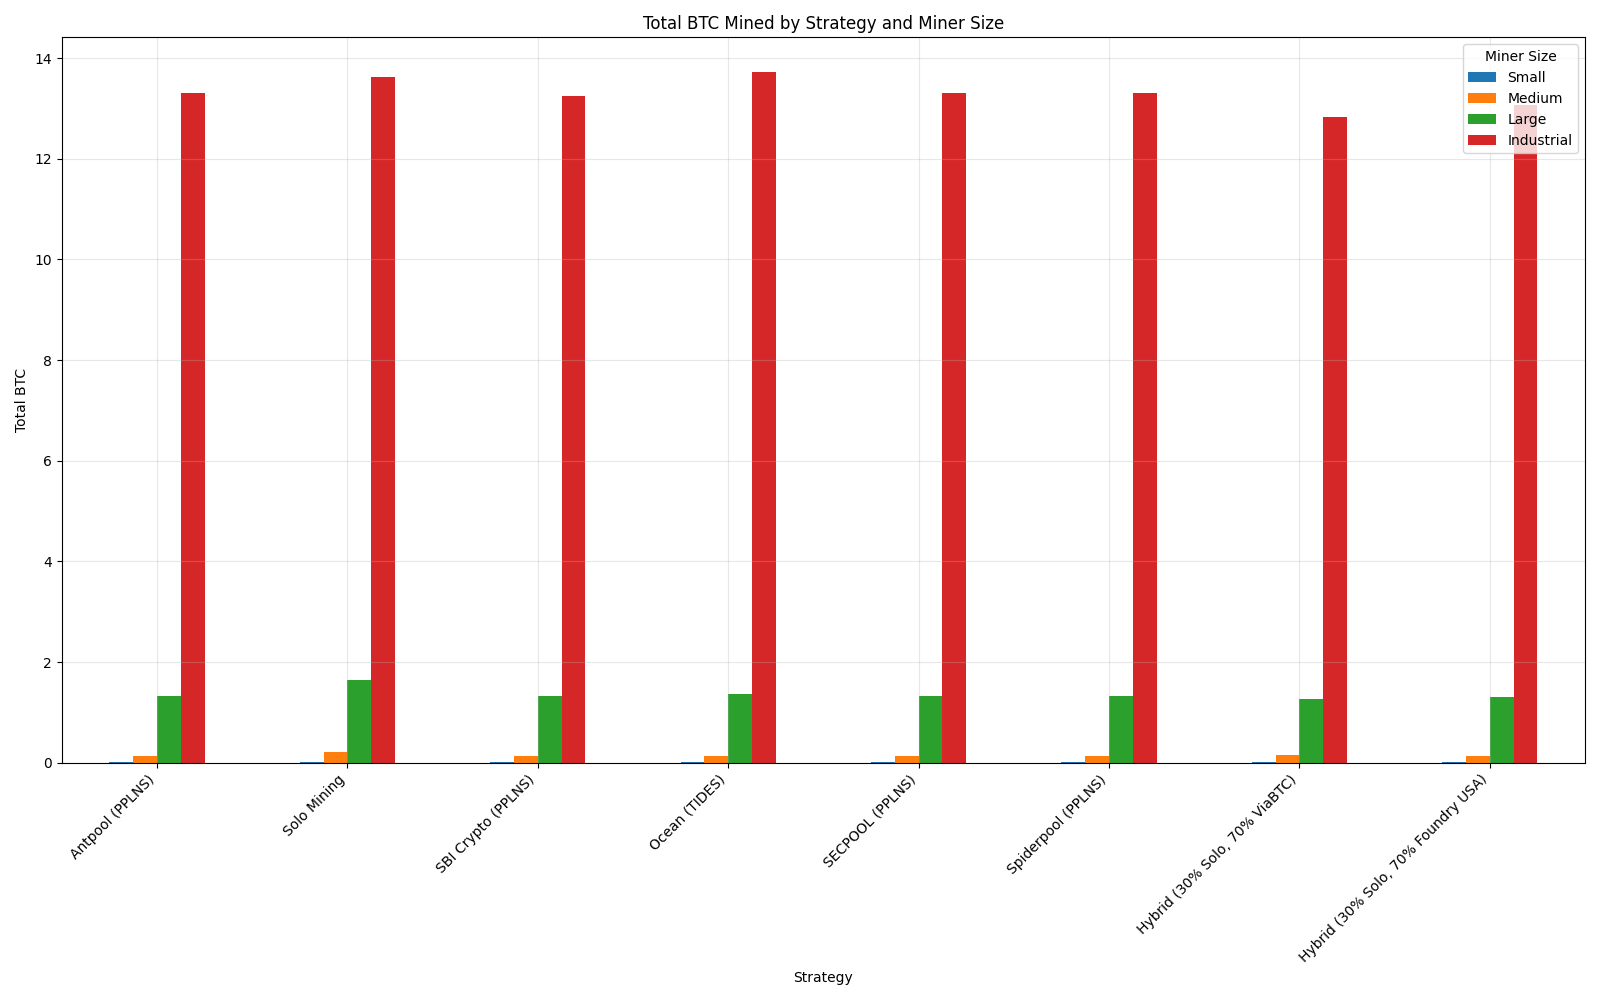 Total BTC Mined by Strategy and Miner Size
Miner Size
Small
Medium
Large
Industrial
Total BTC
14
12
10
8
6
4
2
0
Antpool (PPLNS)
Solo Mining
SBI Crypto (PPLNS)
Ocean (TIDES)
SECPOOL (PPLNS)
Spiderpool (PPLNS)
Hybrid (30% Solo, 70% ViaBTC)
Hybrid (30% Solo, 70% Foundry USA)
Strategy